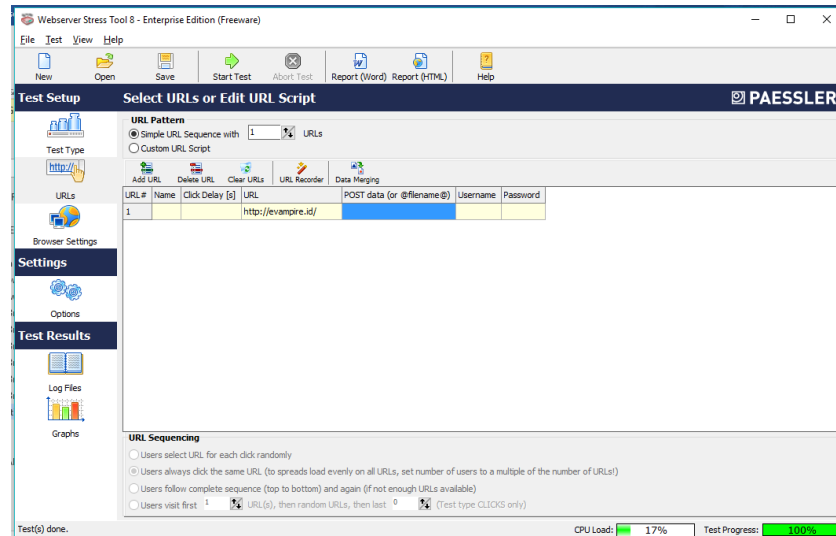 Webserver Stress Tool 8 - Enterprise Edition (Freeware)
File Test View Help
New Open Save Start Test Abort Test Report (Word) Report (HTML) Help
Test Setup
Select URLs or Edit URL Script
PAESSLER
Test Type
http://
URLs
Browser Settings
Settings
Options
Test Results
Log Files
Graphs
URL Pattern
Simple URL Sequence with 1 URLs
Custom URL Script
Add URL Delete URL Clear URLs URL Recorder Data Merging
URL# Name Click Delay [s] URL POST data (or @filename@) Username Password
1 http://evampire.id/
URL Sequencing
Users select URL for each click randomly
Users always click the same URL (to spreads load evenly on all URLs, set number of users to a multiple of the number of URLs!)
Users follow complete sequence (top to bottom) and again (if not enough URLs available)
Users visit first 1 URL(s), then random URLs, then last 0 (Test type CLICKS only)
Test(s) done.
CPU Load: 17% Test Progress: 100%